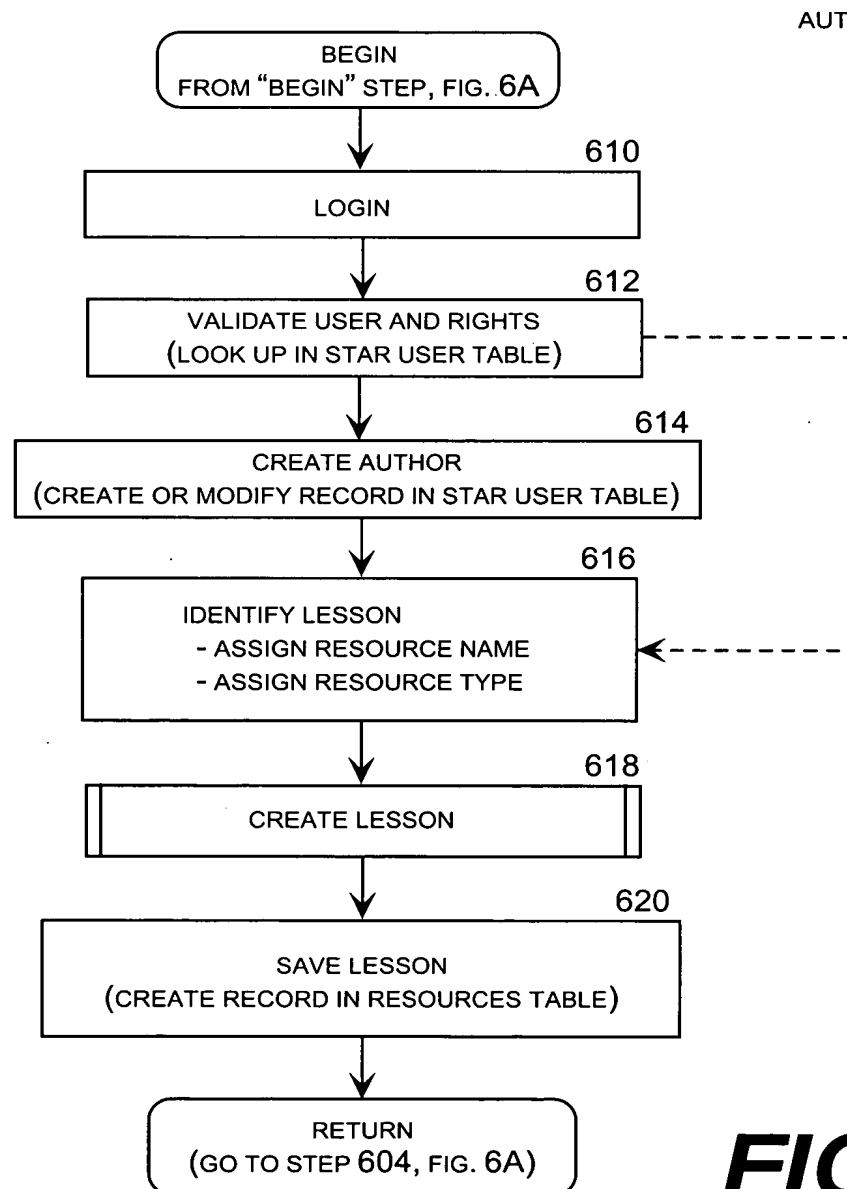 AUT
BEGIN
FROM “BEGIN” STEP, FIG. 6A
610
LOGIN
612
VALIDATE USER AND RIGHTS
(LOOK UP IN STAR USER TABLE)
614
CREATE AUTHOR
(CREATE OR MODIFY RECORD IN STAR USER TABLE)
616
IDENTIFY LESSON
- ASSIGN RESOURCE NAME
- ASSIGN RESOURCE TYPE
618
CREATE LESSON
620
SAVE LESSON
(CREATE RECORD IN RESOURCES TABLE)
RETURN
(GO TO STEP 604, FIG. 6A)
FIG